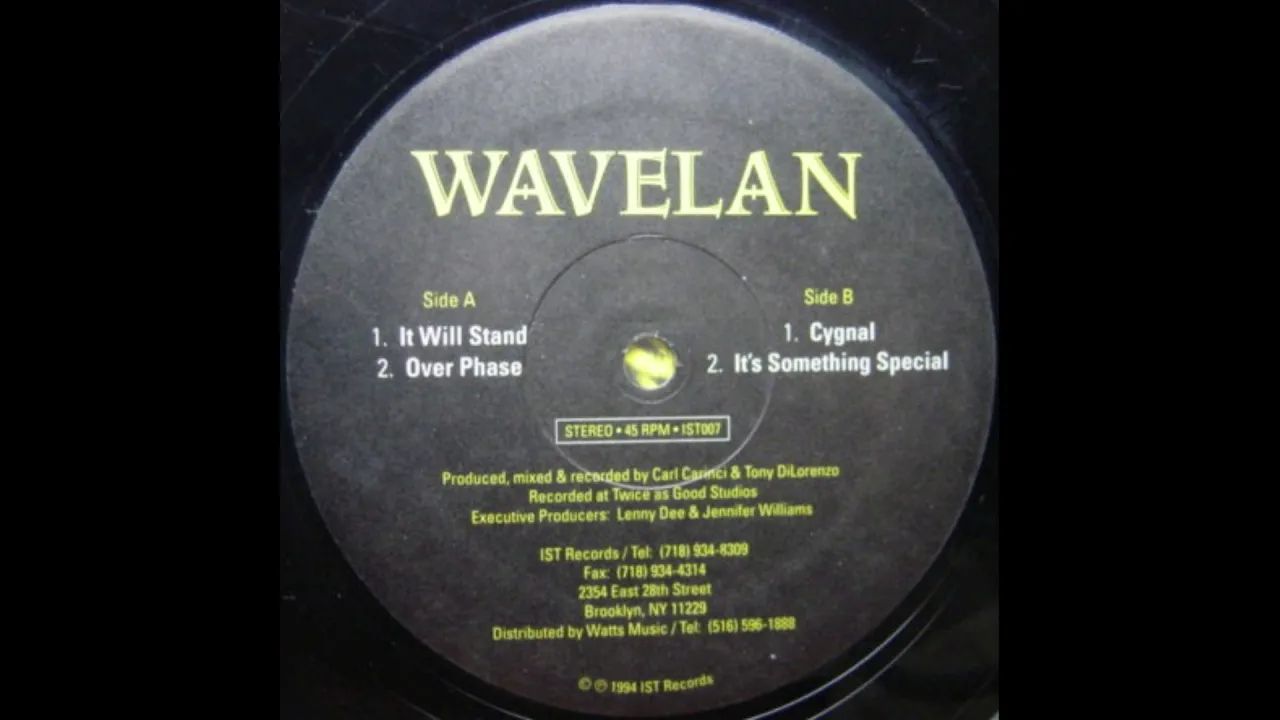 WAVELAN
Side A
1. It Will Stand
2. Over Phase
Side B
1. Cygnal
2. It's Something Special
STEREO • 45 RPM • IST007
Produced, mixed & recorded by Carl Carinci & Tony DiLorenzo
Recorded at Twice as Good Studios
Executive Producers: Lenny Dee & Jennifer Williams
IST Records / Tel: (718) 934-8309
Fax: (718) 934-4314
2354 East 28th Street
Brooklyn, NY 11229
Distributed by Watts Music / Tel: (516) 596-1888
© ℗ 1994 IST Records